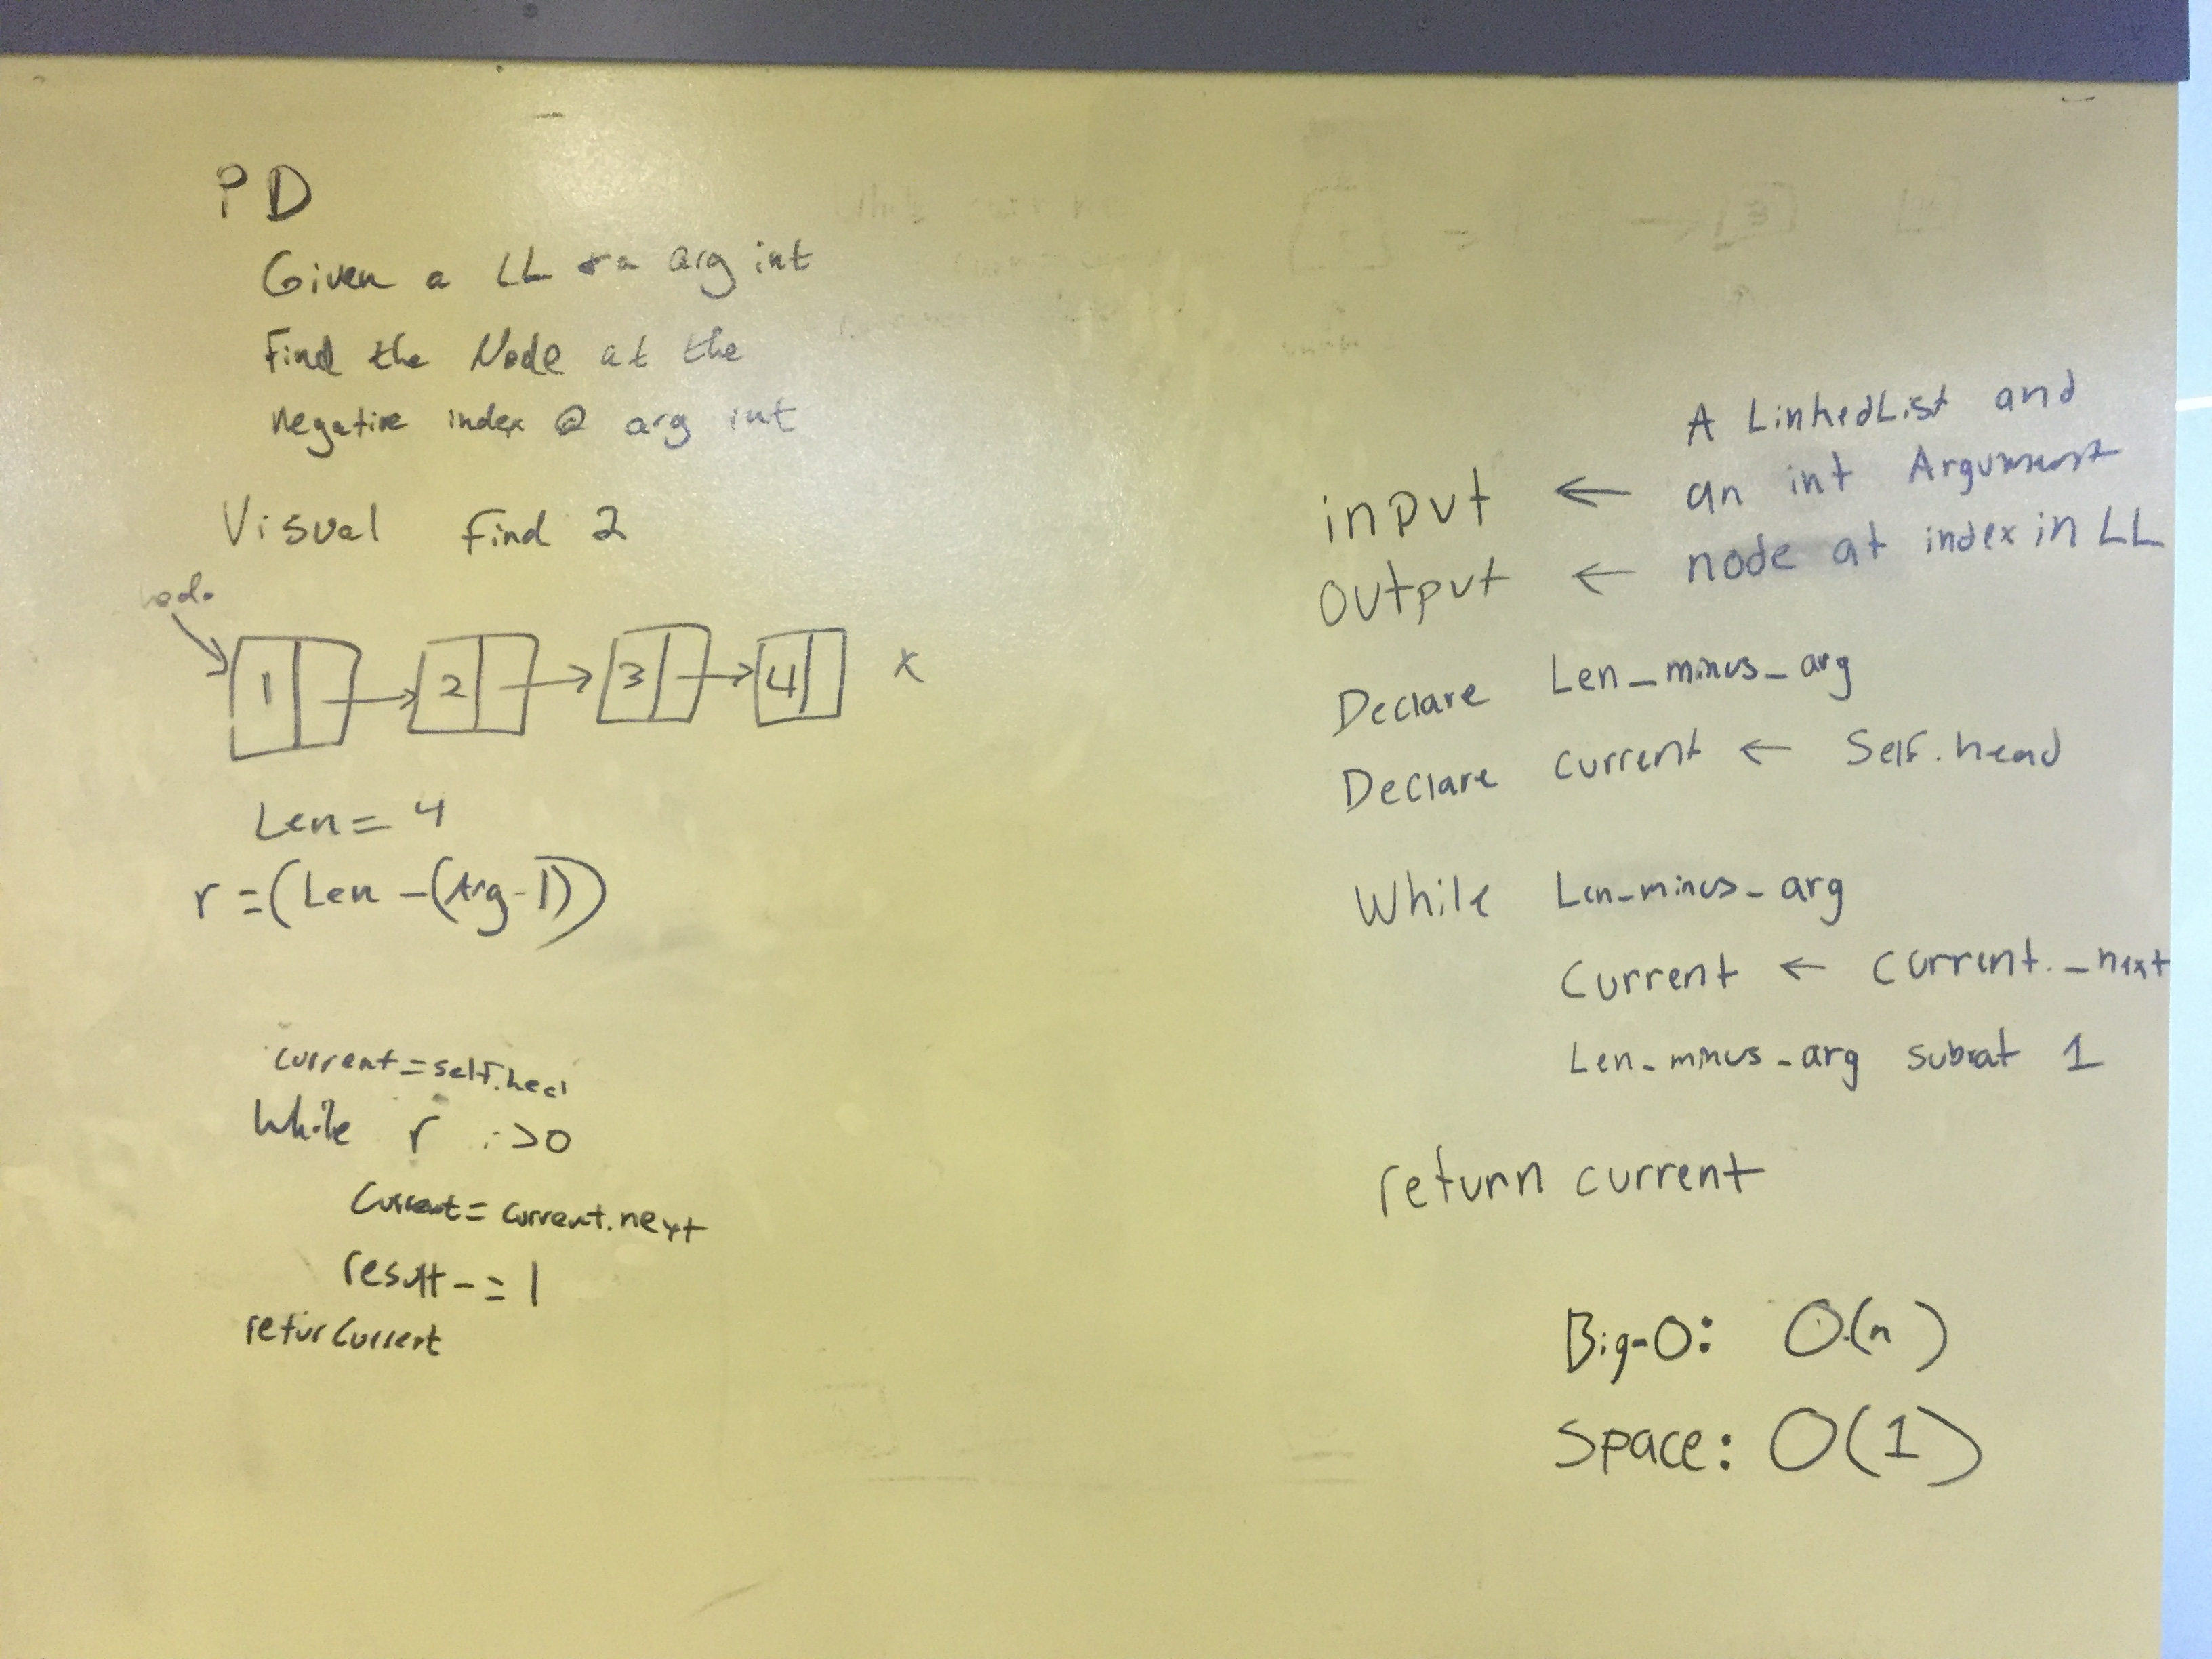 PD
Given a LL + a arg int
Find the Node at the
negative index @ arg int
Visual Find 2
1 2 3 4 x
Len = 4
r = (Len - (Arg - 1))
current = self.head
While r > 0
Current = current.next
result -= 1
retur Current
input ← A LinkedList and
an int Argument
output ← node at index in LL
Declare Len_minus_arg
Declare current ← Self.head
While Len_minus_arg
Current ← current._next
Len_minus_arg subrat 1
return current
Big-O: O(n)
Space: O(1)